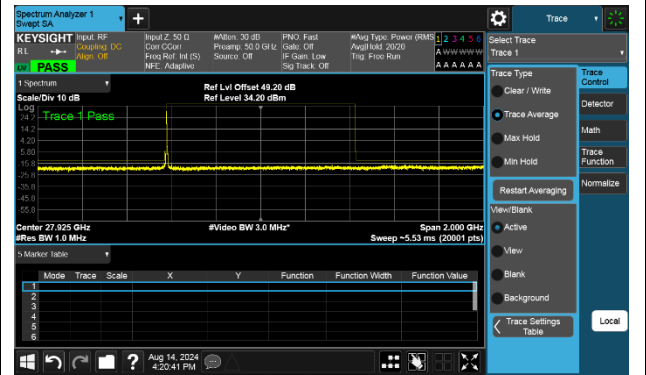 Spectrum Analyzer 1
Swept SA
+
Trace
KEYSIGHT Input: RF
RL
Coupling: DC
Align: Off
PASS
Input Z: 50 Ω
Corr CCorr
Freq Ref: Int (S)
NFE: Adaptive
#Atten: 30 dB
Preamp: 50.0 GHz
Source: Off
PNO: Fast
Gate: Off
IF Gain: Low
Sig Track: Off
#Avg Type: Power (RMS)
Avg|Hold: 20/20
Trig: Free Run
1 2 3 4 5 6
A W W W W W
A A A A A A
Select Trace
Trace 1
1 Spectrum
Scale/Div 10 dB
Ref Lvl Offset 49.20 dB
Ref Level 34.20 dBm
Log
Trace 1 Pass
24.2
14.2
4.20
-5.80
-15.8
-25.8
-35.8
-45.8
-55.8
Center 27.925 GHz
#Res BW 1.0 MHz
#Video BW 3.0 MHz*
Span 2.000 GHz
Sweep ~5.53 ms (20001 pts)
5 Marker Table
Mode Trace Scale X Y Function Function Width Function Value
1
2
3
4
5
6
Trace Type
Clear / Write
Trace Average
Max Hold
Min Hold
Restart Averaging
View/Blank
Active
View
Blank
Background
Trace Settings
Table
Trace
Control
Detector
Math
Trace
Function
Normalize
Local
?
Aug 14, 2024
4:20:41 PM